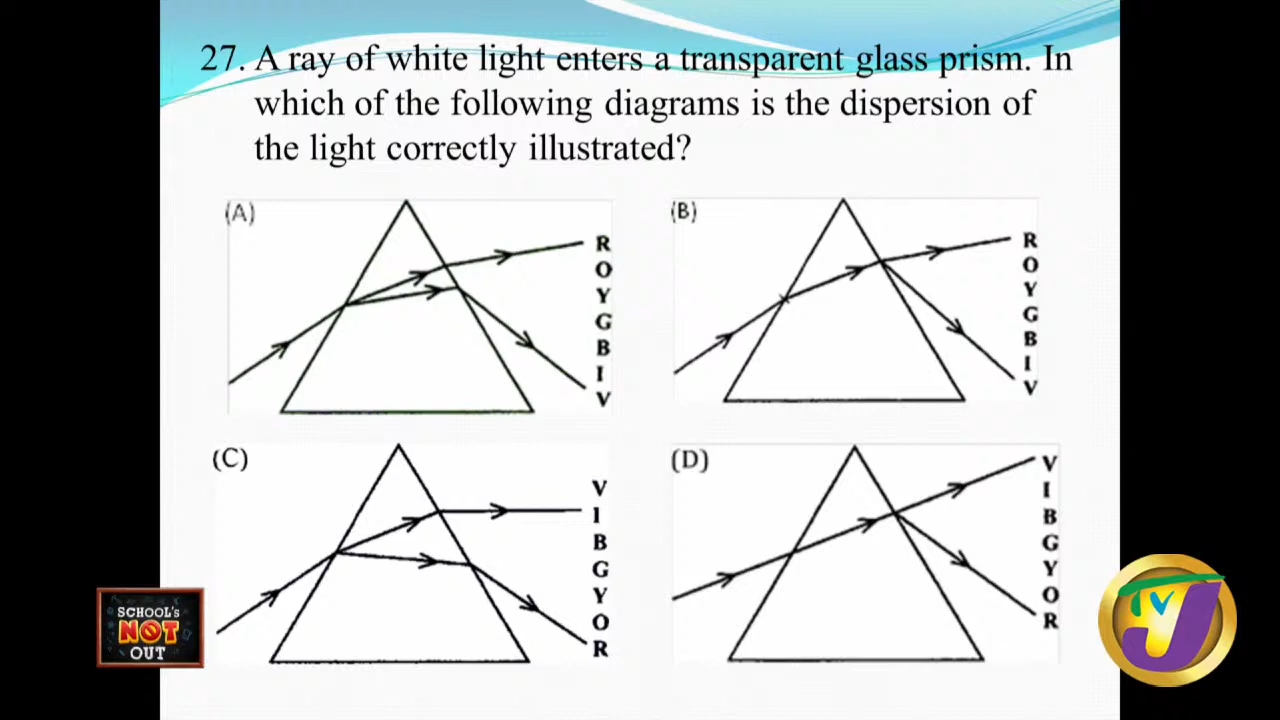 27. A ray of white light enters a transparent glass prism. In
which of the following diagrams is the dispersion of
the light correctly illustrated?
(A)
R
O
Y
G
B
I
V
(B)
R
O
Y
G
B
I
V
(C)
V
I
B
G
Y
O
R
(D)
V
I
B
G
Y
O
R
SCHOOL's
NOT
OUT
TVJ